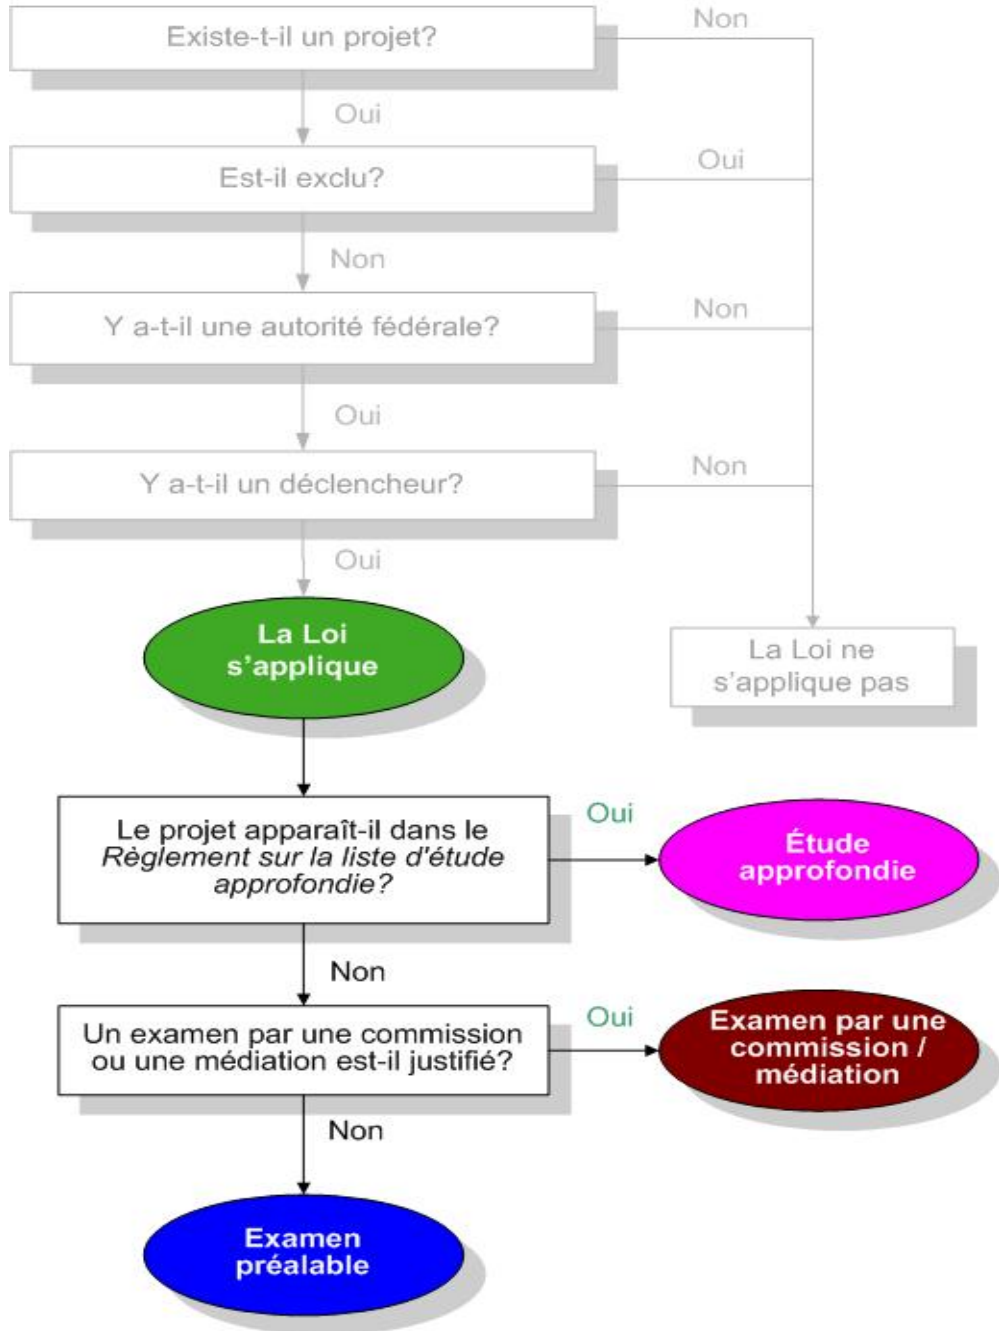 Existe-t-il un projet?
Non
Oui
Est-il exclu?
Oui
Non
Y a-t-il une autorité fédérale?
Non
Oui
Y a-t-il un déclencheur?
Non
Oui
La Loi
s'applique
La Loi ne
s'applique pas
Le projet apparaît-il dans le
Règlement sur la liste d'étude
approfondie?
Oui
Étude
approfondie
Non
Un examen par une commission
ou une médiation est-il justifié?
Oui
Examen par une
commission /
médiation
Non
Examen
préalable